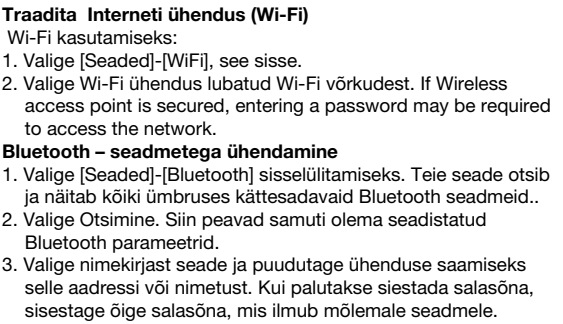 Traadita Interneti ühendus (Wi-Fi)
Wi-Fi kasutamiseks:
1. Valige [Seaded]-[WiFi], see sisse.
2. Valige Wi-Fi ühendus lubatud Wi-Fi võrkudest. If Wireless
access point is secured, entering a password may be required
to access the network.
Bluetooth – seadmetega ühendamine
1. Valige [Seaded]-[Bluetooth] sisselülitamiseks. Teie seade otsib
ja näitab kõiki ümbruses kättesadavaid Bluetooth seadmeid..
2. Valige Otsimine. Siin peavad samuti olema seadistatud
Bluetooth parameetrid.
3. Valige nimekirjast seade ja puudutage ühenduse saamiseks
selle aadressi või nimetust. Kui palutakse siestada salasõna,
sisestage õige salasõna, mis ilmub mõlemale seadmele.